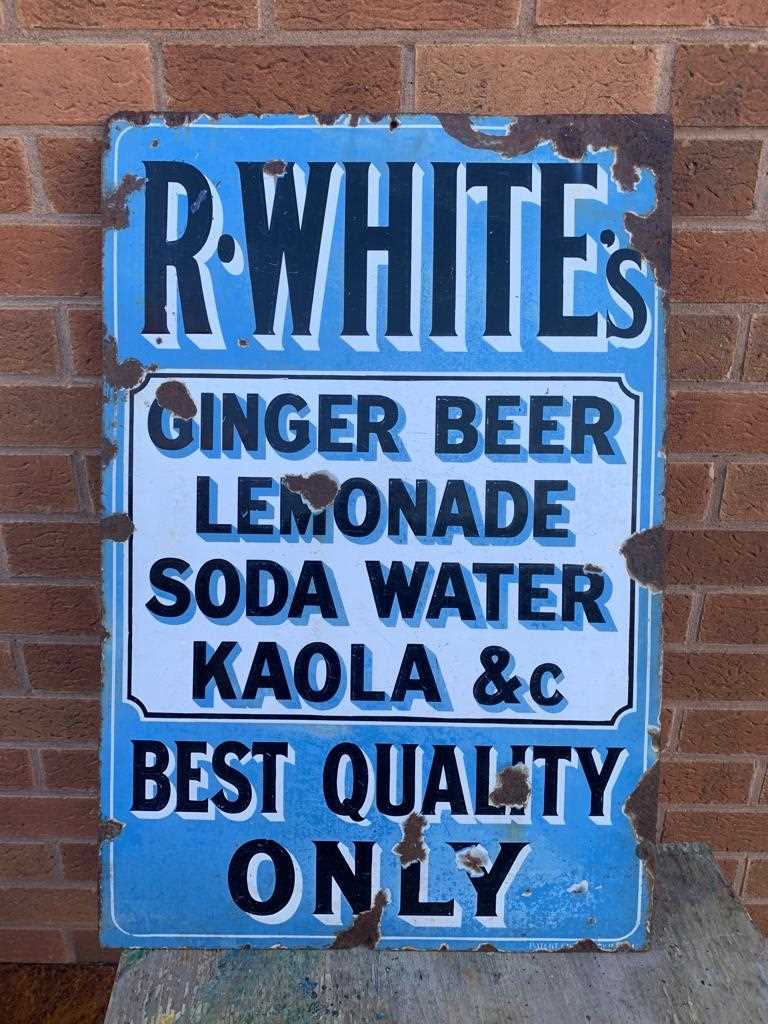 R·WHITE's
GINGER BEER
LEMONADE
SODA WATER
KAOLA &c
BEST QUALITY
ONLY